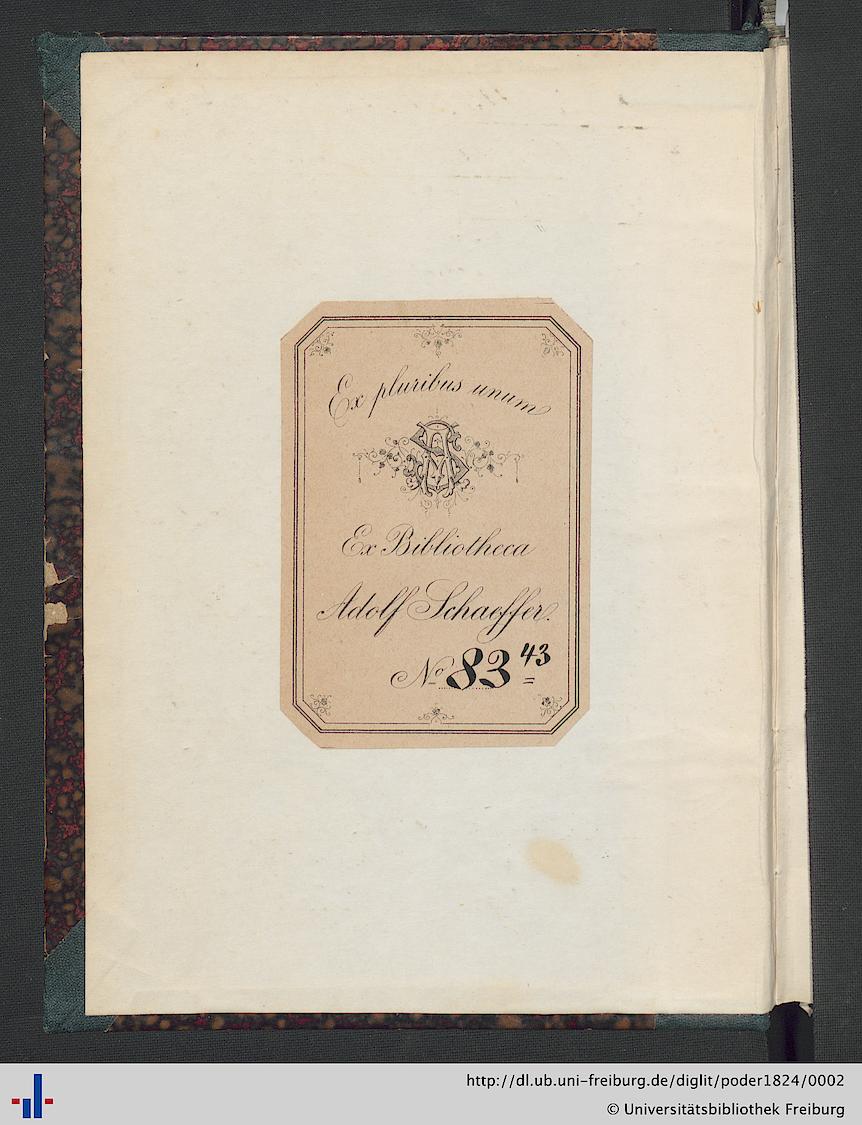 Ex pluribus unum
Ex Bibliotheca
Adolf Schaeffer.
No 83 43
http://dl.ub.uni-freiburg.de/diglit/poder1824/0002
© Universitätsbibliothek Freiburg